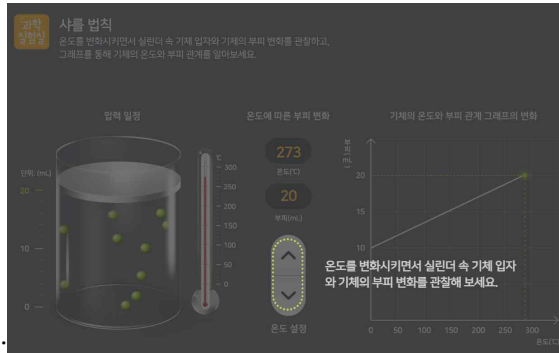 과학
실험실
샤를 법칙
온도를 변화시키면서 실린더 속 기체 입자와 기체의 부피 변화를 관찰하고,
그래프를 통해 기체의 온도와 부피 관계를 알아보세요.
압력 일정
온도에 따른 부피 변화
기체의 온도와 부피 관계 그래프의 변화
단위: (mL)
20
10
0
℃
300
250
200
150
100
50
0
273
온도(℃)
20
부피(mL)
온도 설정
부피(mL)
20
15
10
온도를 변화시키면서 실린더 속 기체 입자
와 기체의 부피 변화를 관찰해 보세요.
0 50 100 150 200 250 300
온도(℃)